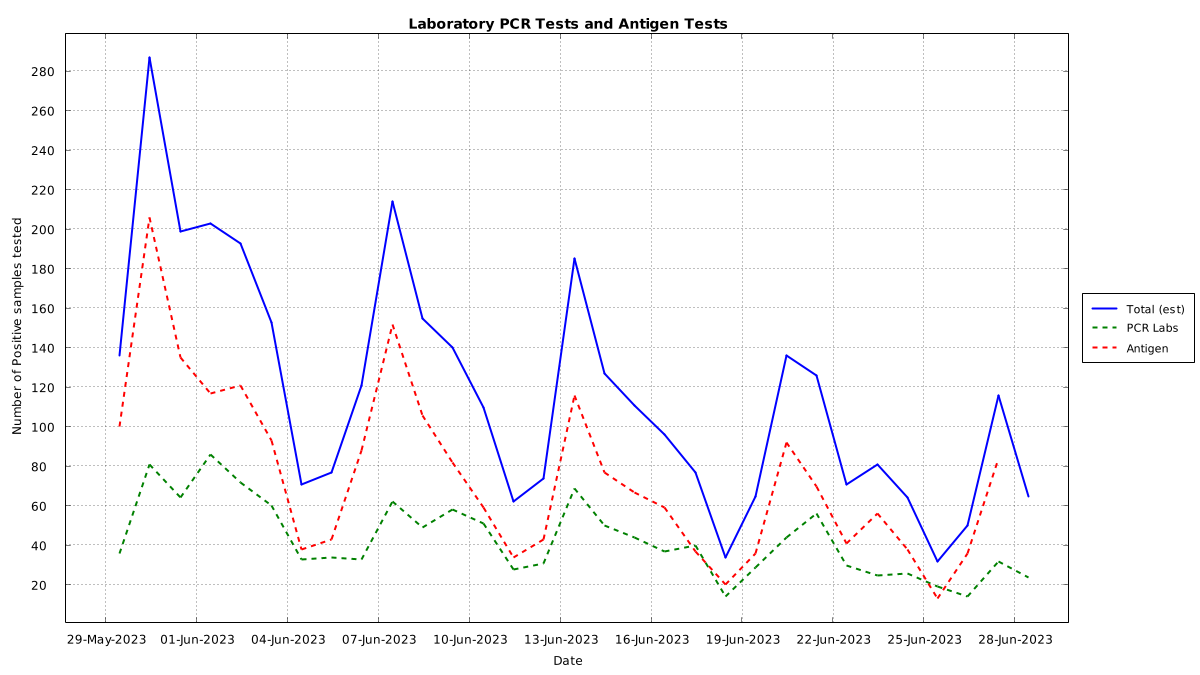 Laboratory PCR Tests and Antigen Tests
Number of Positive samples tested
280
260
240
220
200
180
160
140
120
100
80
60
40
20
29-May-2023 01-Jun-2023 04-Jun-2023 07-Jun-2023 10-Jun-2023 13-Jun-2023 16-Jun-2023 19-Jun-2023 22-Jun-2023 25-Jun-2023 28-Jun-2023
Date
Total (est)
PCR Labs
Antigen